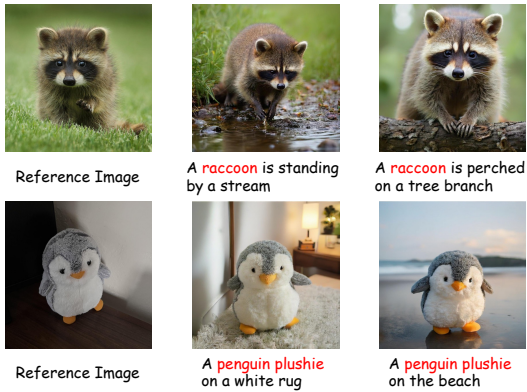 Reference Image
A raccoon is standing
by a stream
A raccoon is perched
on a tree branch
Reference Image
A penguin plushie
on a white rug
A penguin plushie
on the beach